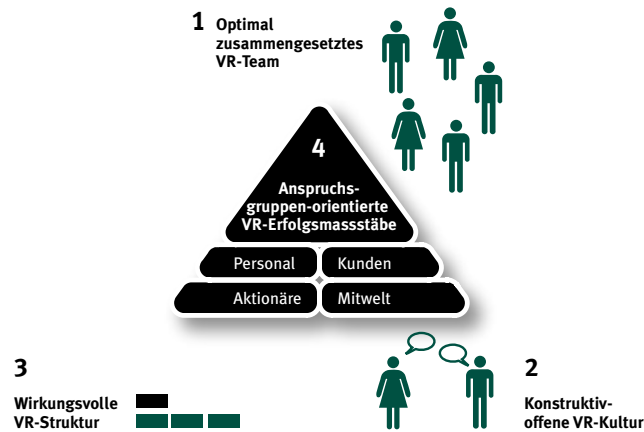 1 Optimal
zusammengesetztes
VR-Team
4
Anspruchs-
gruppen-orientierte
VR-Erfolgsmassstäbe
Personal
Kunden
Aktionäre
Mitwelt
3
Wirkungsvolle
VR-Struktur
2
Konstruktiv-
offene VR-Kultur